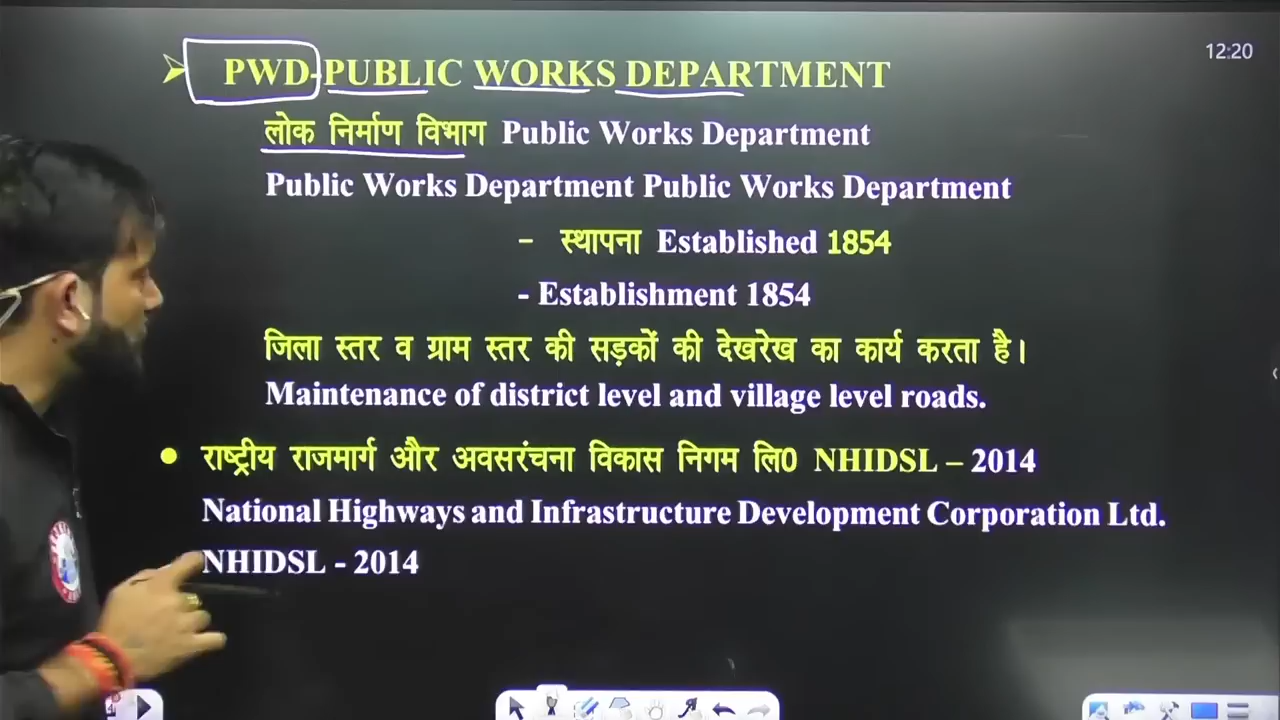 12:20
PWD-PUBLIC WORKS DEPARTMENT
लोक निर्माण विभाग Public Works Department
Public Works Department Public Works Department
- स्थापना Established 1854
- Establishment 1854
जिला स्तर व ग्राम स्तर की सड़कों की देखरेख का कार्य करता है।
Maintenance of district level and village level roads.
• राष्ट्रीय राजमार्ग और अवसरंचना विकास निगम लि0 NHIDSL – 2014
National Highways and Infrastructure Development Corporation Ltd.
NHIDSL - 2014